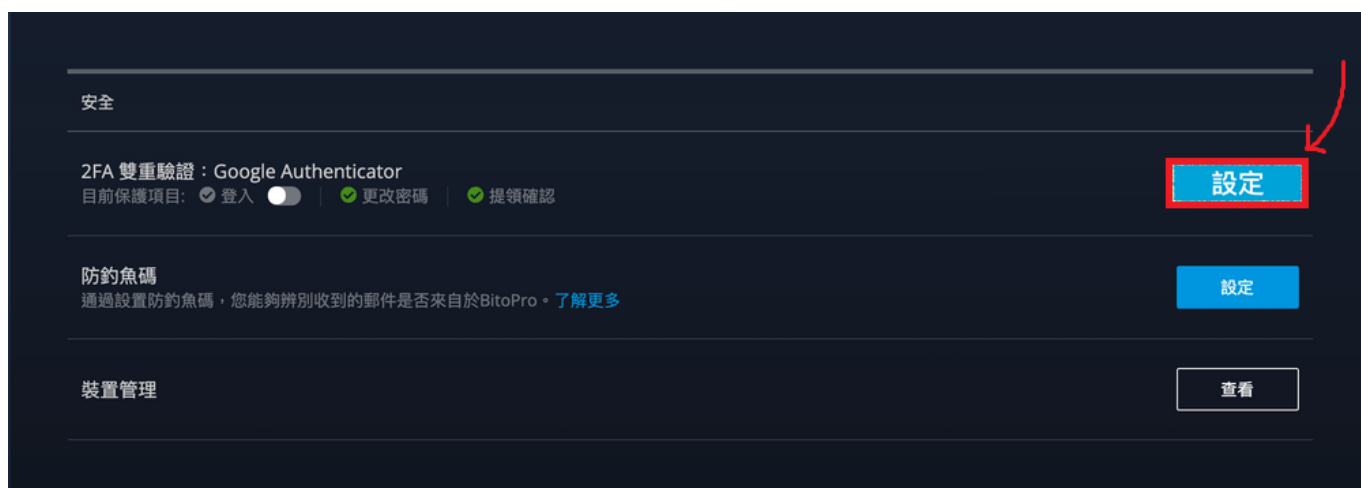 安全
2FA 雙重驗證：Google Authenticator
設定
目前保護項目: 登入 更改密碼 提領確認
防釣魚碼
設定
通過設置防釣魚碼，您能夠辨別收到的郵件是否來自於BitoPro。了解更多
裝置管理
查看